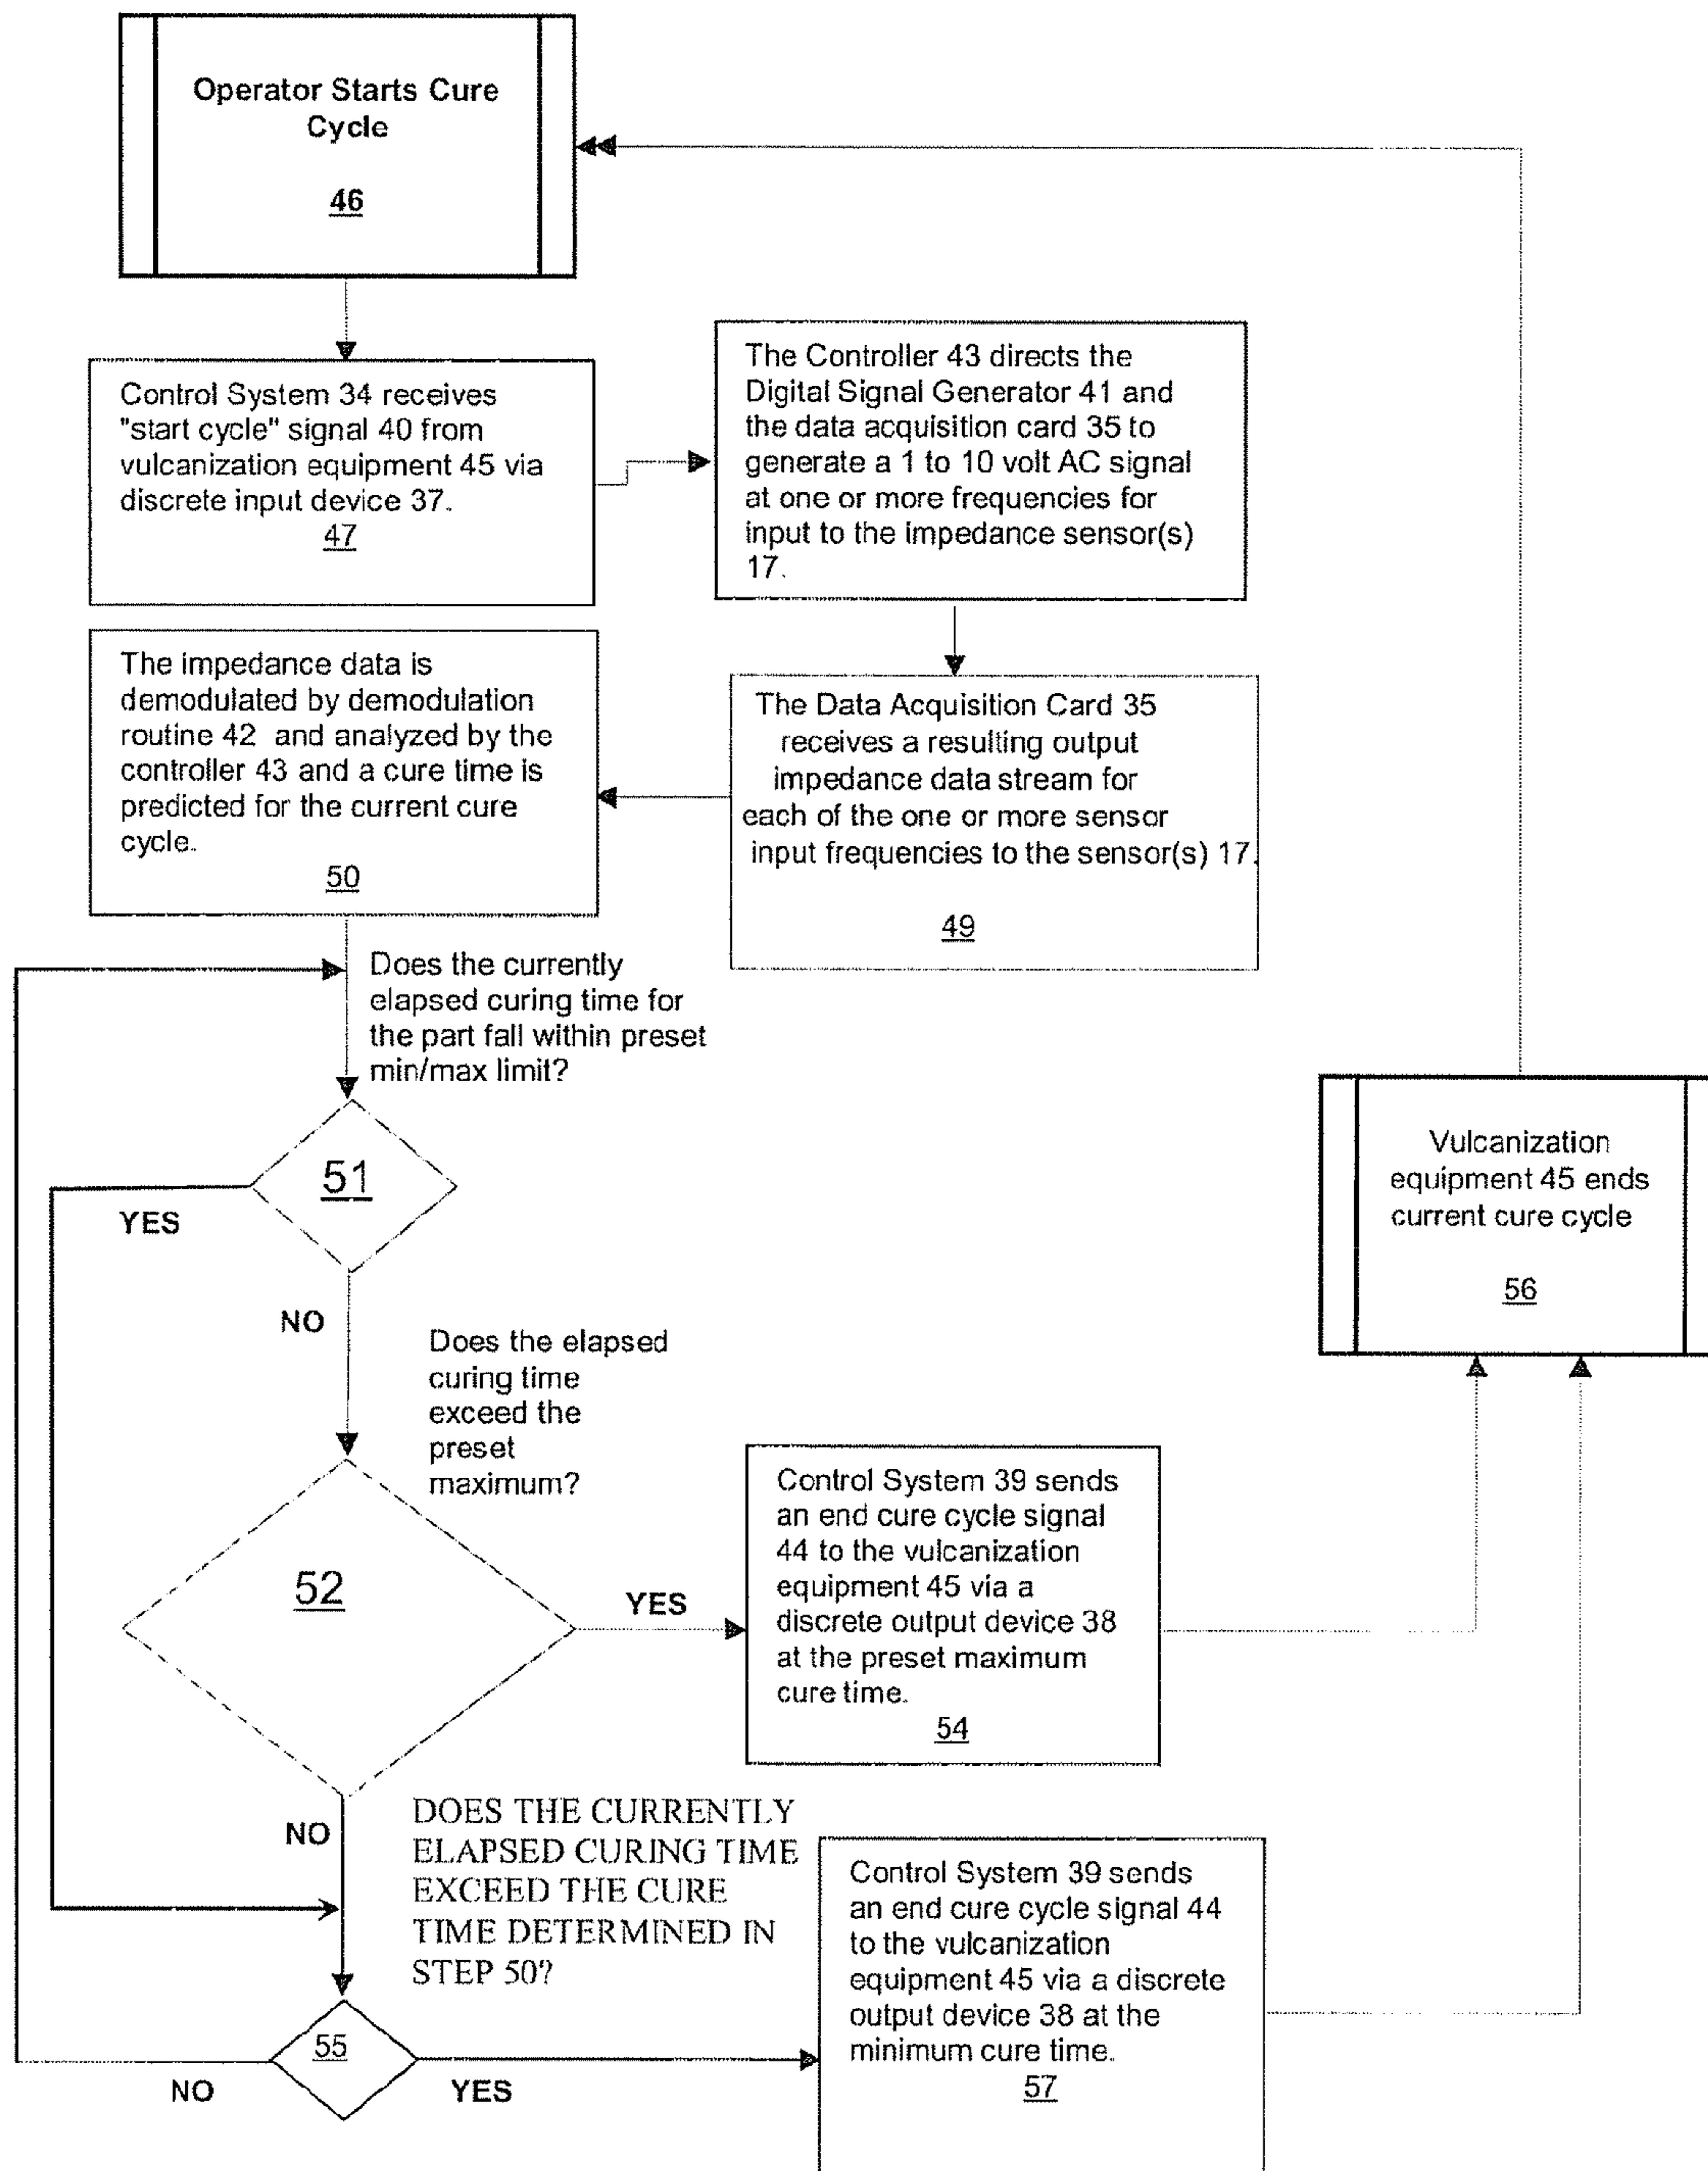 Operator Starts Cure
Cycle
46
Control System 34 receives
"start cycle" signal 40 from
vulcanization equipment 45 via
discrete input device 37.
47
The Controller 43 directs the
Digital Signal Generator 41 and
the data acquisition card 35 to
generate a 1 to 10 volt AC signal
at one or more frequencies for
input to the impedance sensor(s)
17.
The Data Acquisition Card 35
receives a resulting output
impedance data stream for
each of the one or more sensor
input frequencies to the sensor(s) 17.
49
The impedance data is
demodulated by demodulation
routine 42 and analyzed by the
controller 43 and a cure time is
predicted for the current cure
cycle.
50
Does the currently
elapsed curing time for
the part fall within preset
min/max limit?
51
YES
NO
Does the elapsed
curing time
exceed the
preset
maximum?
52
YES
NO
Control System 39 sends
an end cure cycle signal
44 to the vulcanization
equipment 45 via a
discrete output device 38
at the preset maximum
cure time.
54
Vulcanization
equipment 45 ends
current cure cycle
56
DOES THE CURRENTLY
ELAPSED CURING TIME
EXCEED THE CURE
TIME DETERMINED IN
STEP 50?
55
NO
YES
Control System 39 sends
an end cure cycle signal 44
to the vulcanization
equipment 45 via a discrete
output device 38 at the
minimum cure time.
57